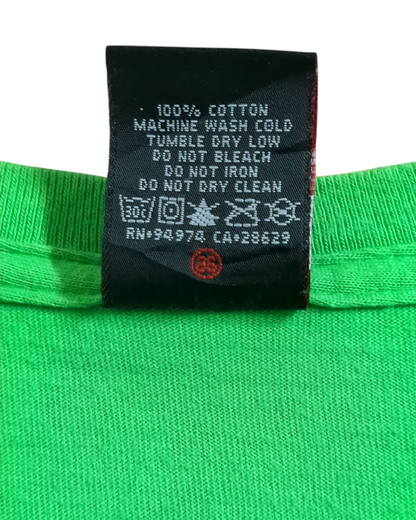 100% COTTON
MACHINE WASH COLD
TUMBLE DRY LOW
DO NOT BLEACH
DO NOT IRON
DO NOT DRY CLEAN
30C
RN•94974 CA•28629